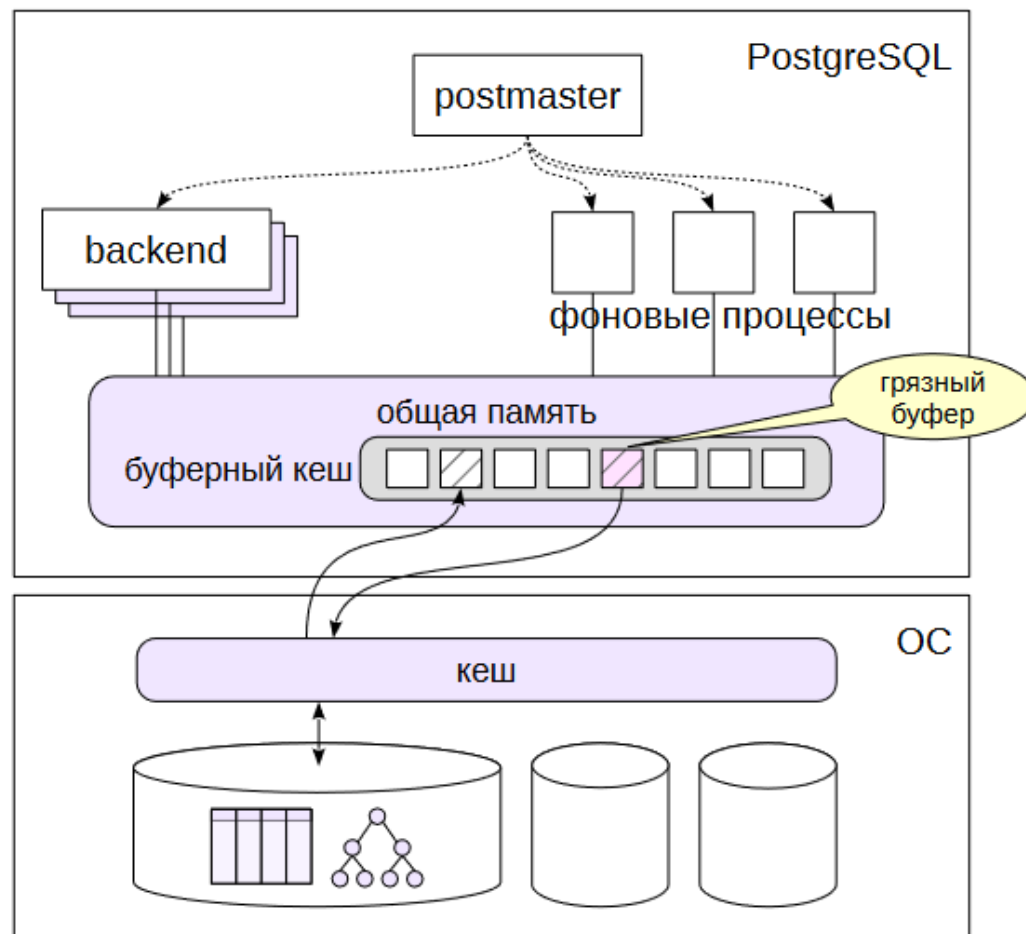 PostgreSQL
postmaster
backend
фоновые процессы
грязный
буфер
общая память
буферный кеш
ОС
кеш